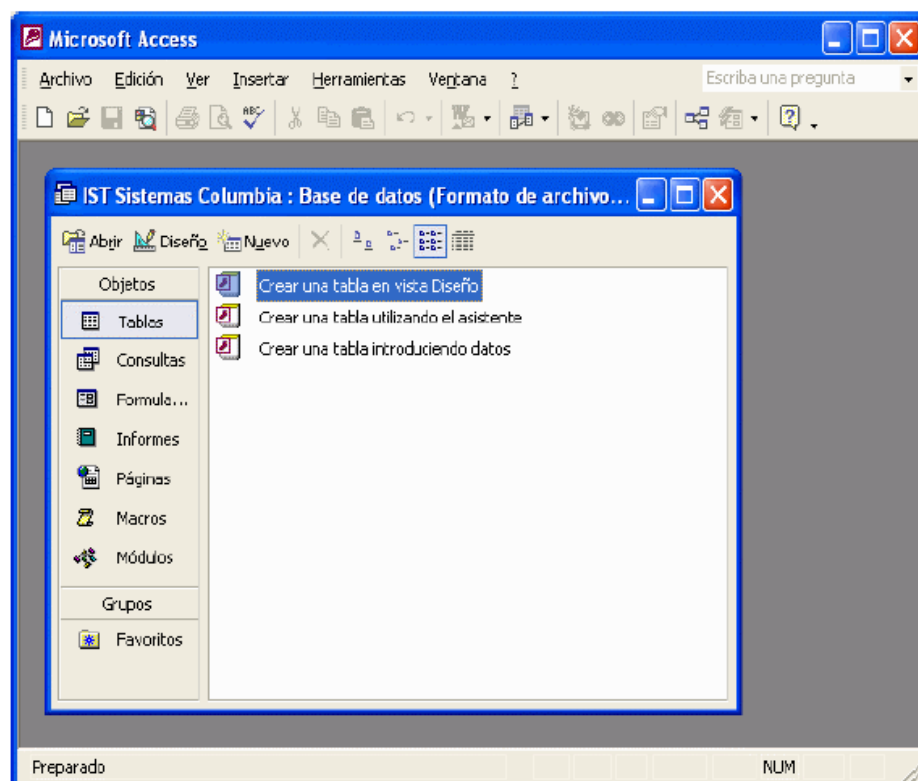 Microsoft Access
Archivo Edición Ver Insertar Herramientas Ventana ? Escriba una pregunta
IST Sistemas Columbia : Base de datos (Formato de archivo...
Abrir Diseño Nuevo
Objetos
Tablas
Consultas
Formula...
Informes
Páginas
Macros
Módulos
Grupos
Favoritos
Crear una tabla en vista Diseño
Crear una tabla utilizando el asistente
Crear una tabla introduciendo datos
Preparado NUM